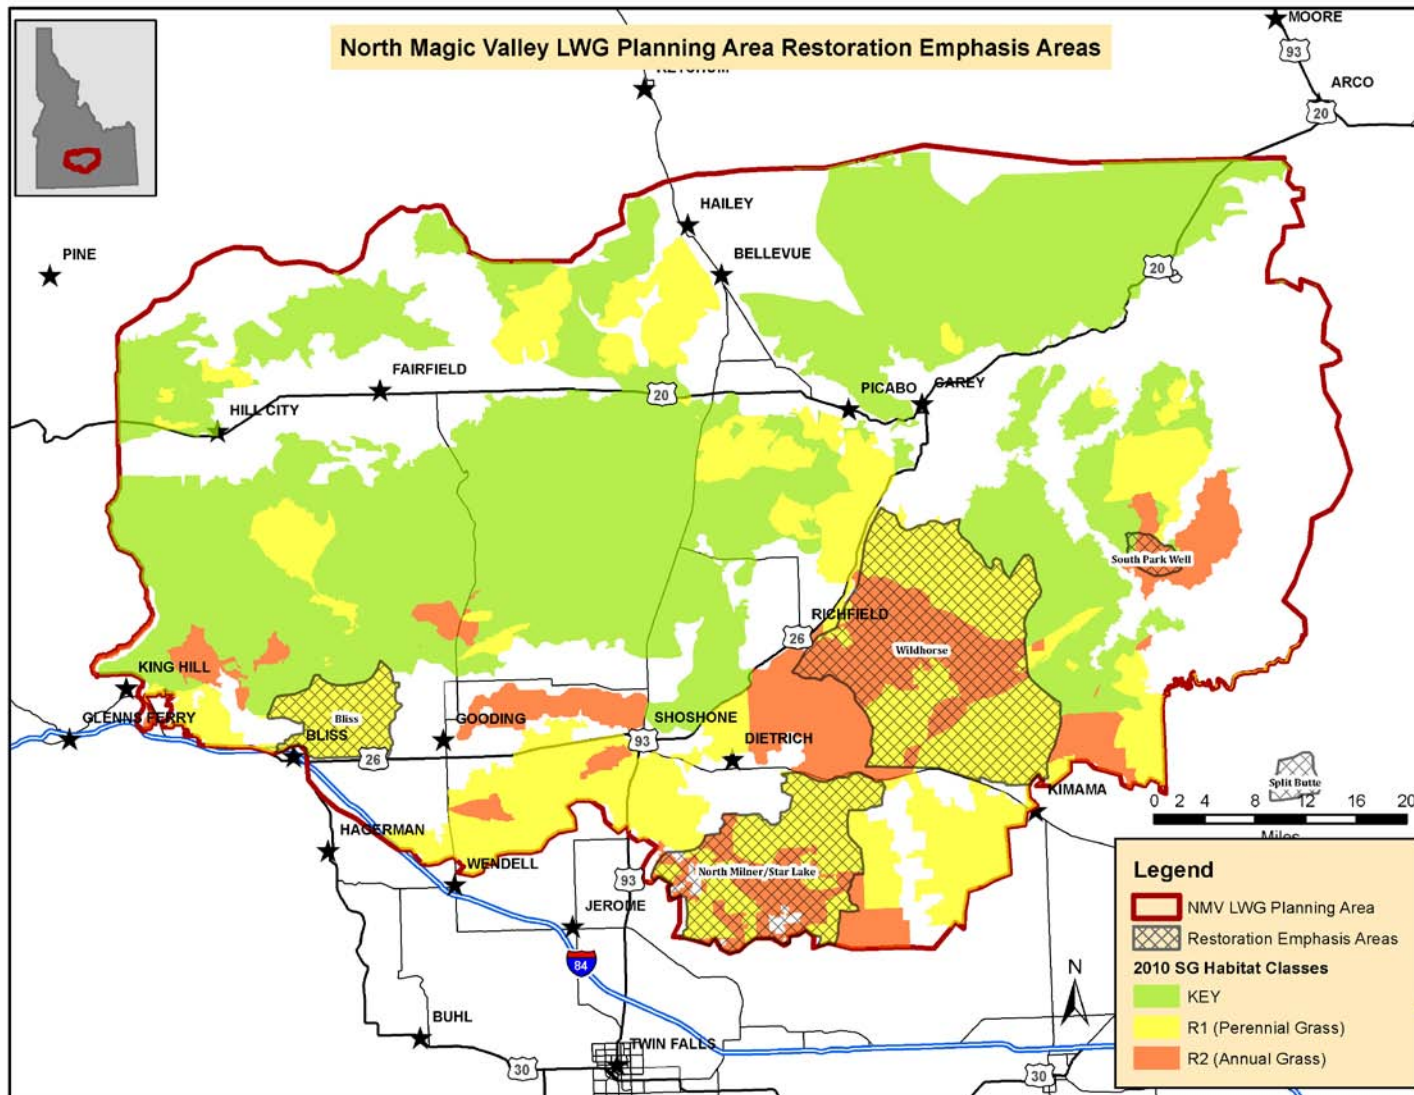 MOORE
93
North Magic Valley LWG Planning Area Restoration Emphasis Areas
ARCO
20
HAILEY
PINE
BELLEVUE
20
FAIRFIELD
20
PICABO
CAREY
HILL CITY
South Park Well
RICHFIELD
26
Wildhorse
KING HILL
GLENNS FERRY
Bliss
BLISS
GOODING
SHOSHONE
93
DIETRICH
26
Split Butte
KIMAMA
0 2 4 8 12 16 20
Miles
HAGERMAN
WENDELL
North Milner/Star Lake
93
JEROME
84
BUHL
TWIN FALLS
30
30
N
Legend
NMV LWG Planning Area
Restoration Emphasis Areas
2010 SG Habitat Classes
KEY
R1 (Perennial Grass)
R2 (Annual Grass)